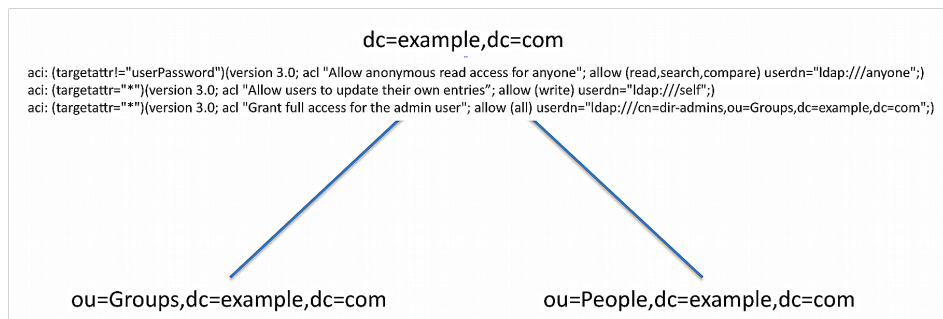 dc=example,dc=com
aci: (targetattr!="userPassword")(version 3.0; acl "Allow anonymous read access for anyone"; allow (read,search,compare) userdn="ldap:///anyone";)
aci: (targetattr="*")(version 3.0; acl "Allow users to update their own entries”; allow (write) userdn="ldap:///self";)
aci: (targetattr="*")(version 3.0; acl "Grant full access for the admin user"; allow (all) userdn="ldap:///cn=dir-admins,ou=Groups,dc=example,dc=com";)
ou=Groups,dc=example,dc=com
ou=People,dc=example,dc=com